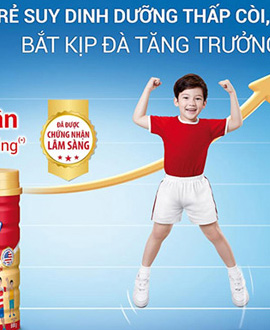 RẺ SUY DINH DƯỠNG THẤP CÒI,
BẮT KỊP ĐÀ TĂNG TRƯỞNG
ĐÃ ĐƯỢC
CHỨNG NHẬN
LÂM SÀNG